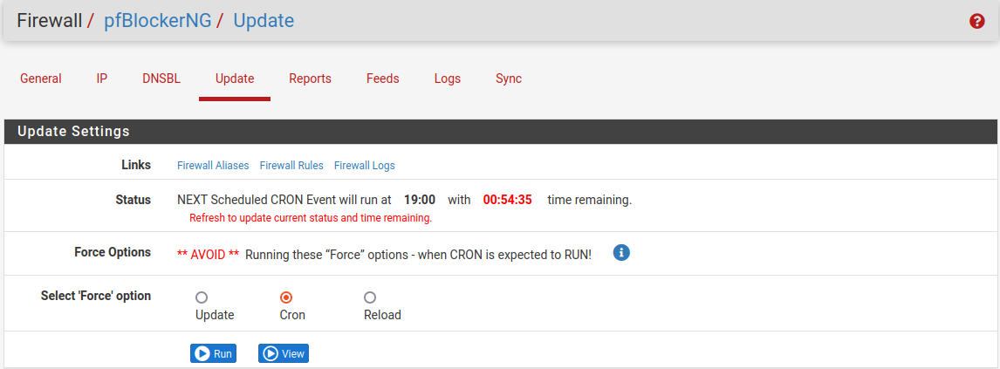 Firewall / pfBlockerNG / Update
General IP DNSBL Update Reports Feeds Logs Sync
Update Settings
Links Firewall Aliases Firewall Rules Firewall Logs
Status NEXT Scheduled CRON Event will run at 19:00 with 00:54:35 time remaining.
Refresh to update current status and time remaining.
Force Options ** AVOID ** Running these “Force” options - when CRON is expected to RUN!
Select 'Force' option
Update Cron Reload
Run View